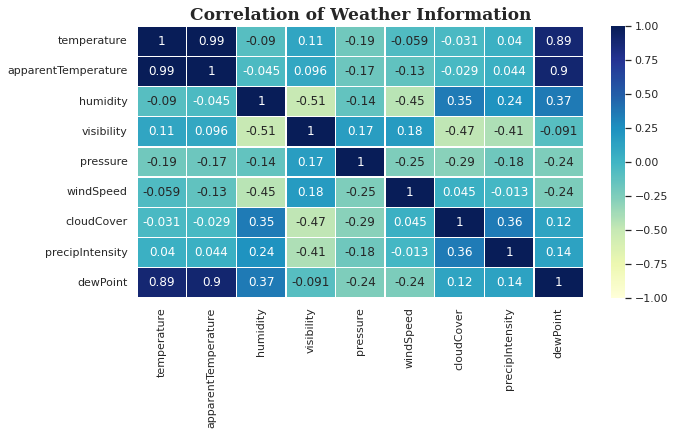 Correlation of Weather Information
temperature 1 0.99 -0.09 0.11 -0.19 -0.059 -0.031 0.04 0.89
apparentTemperature 0.99 1 -0.045 0.096 -0.17 -0.13 -0.029 0.044 0.9
humidity -0.09 -0.045 1 -0.51 -0.14 -0.45 0.35 0.24 0.37
visibility 0.11 0.096 -0.51 1 0.17 0.18 -0.47 -0.41 -0.091
pressure -0.19 -0.17 -0.14 0.17 1 -0.25 -0.29 -0.18 -0.24
windSpeed -0.059 -0.13 -0.45 0.18 -0.25 1 0.045 -0.013 -0.24
cloudCover -0.031 -0.029 0.35 -0.47 -0.29 0.045 1 0.36 0.12
precipIntensity 0.04 0.044 0.24 -0.41 -0.18 -0.013 0.36 1 0.14
dewPoint 0.89 0.9 0.37 -0.091 -0.24 -0.24 0.12 0.14 1
temperature
apparentTemperature
humidity
visibility
pressure
windSpeed
cloudCover
precipIntensity
dewPoint
1.00
0.75
0.50
0.25
0.00
−0.25
−0.50
−0.75
−1.00